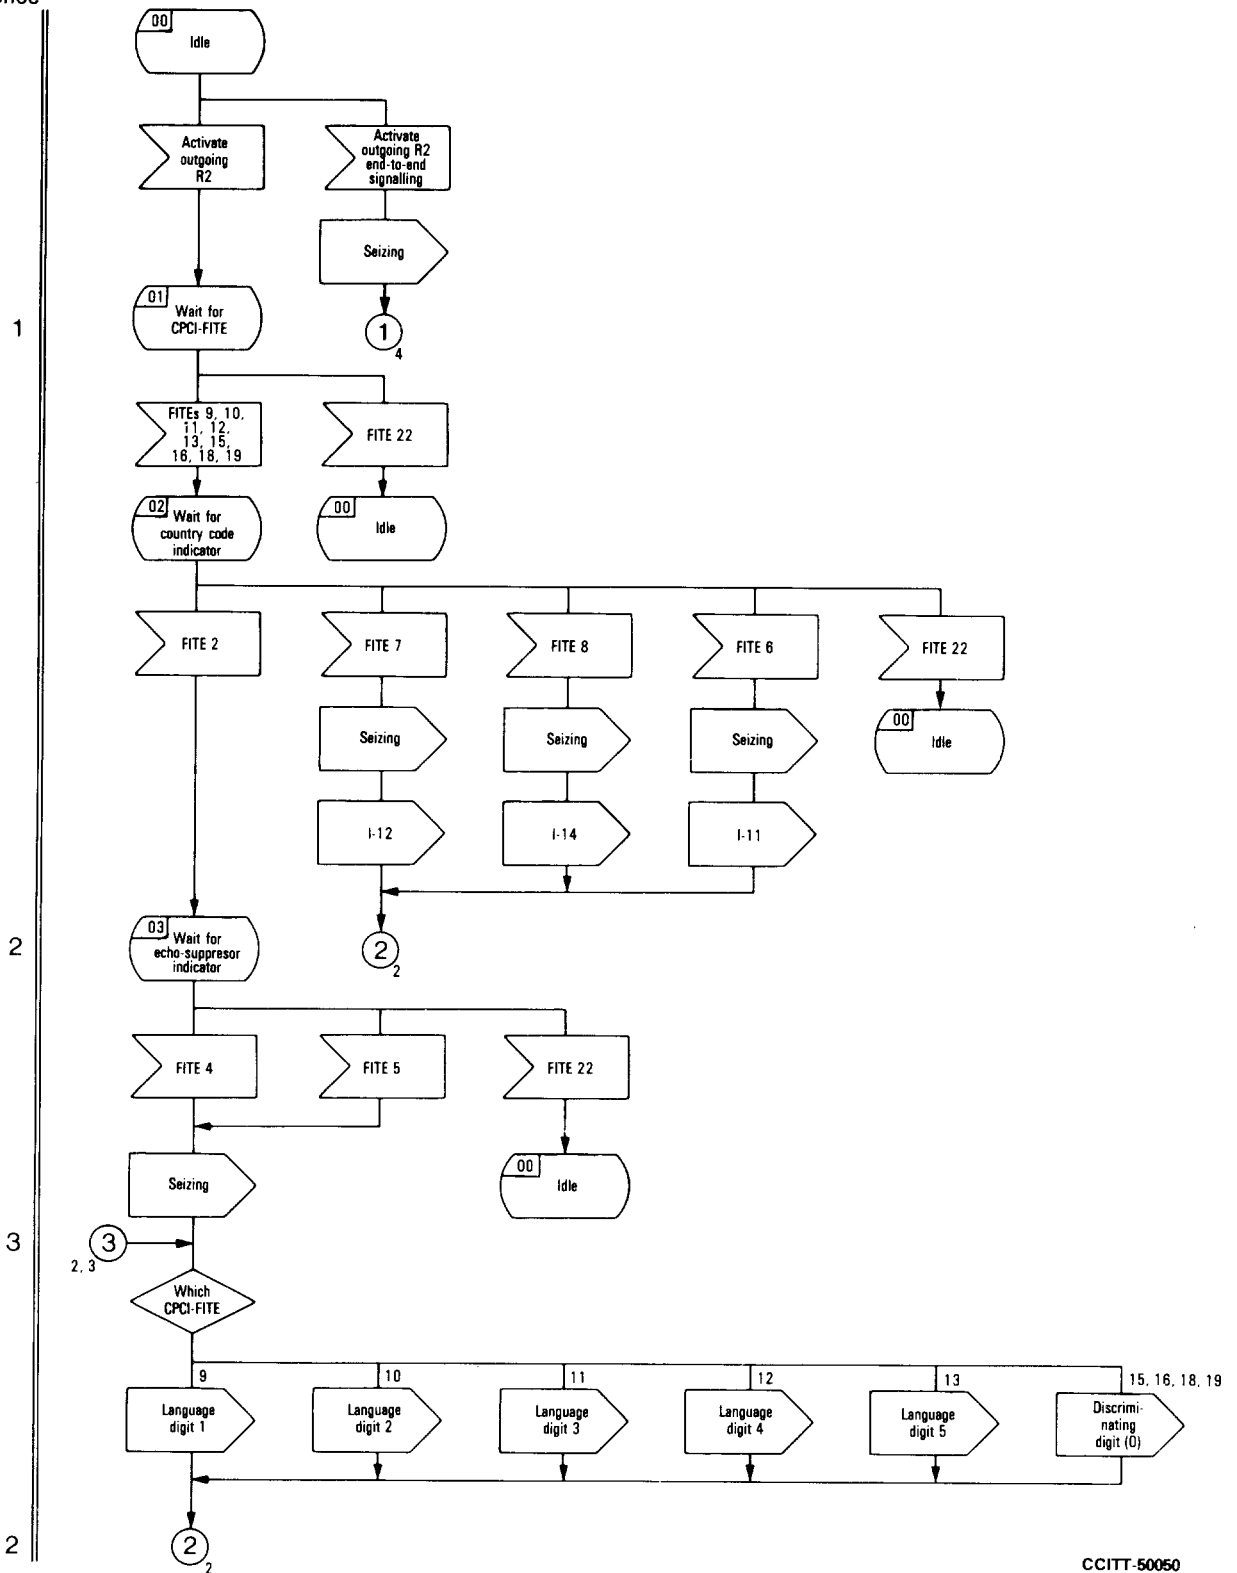 00
Idle
Activate
outgoing
R2
Activate
outgoing R2
end-to-end
signalling
Seizing
01
Wait for
CPCI-FITE
1
1
4
FITEs 9, 10,
11, 12,
13, 15,
16, 18, 19
FITE 22
02
Wait for
country code
indicator
00
Idle
FITE 2
FITE 7
FITE 8
FITE 6
FITE 22
Seizing
Seizing
Seizing
00
Idle
I-12
I-14
I-11
03
Wait for
echo-suppresor
indicator
2
2
2
FITE 4
FITE 5
FITE 22
Seizing
00
Idle
3
3
2, 3
Which
CPCI-FITE
9
10
11
12
13
15, 16, 18, 19
Language
digit 1
Language
digit 2
Language
digit 3
Language
digit 4
Language
digit 5
Discrimi-
nating
digit (0)
2
2
2
CCITT-50050